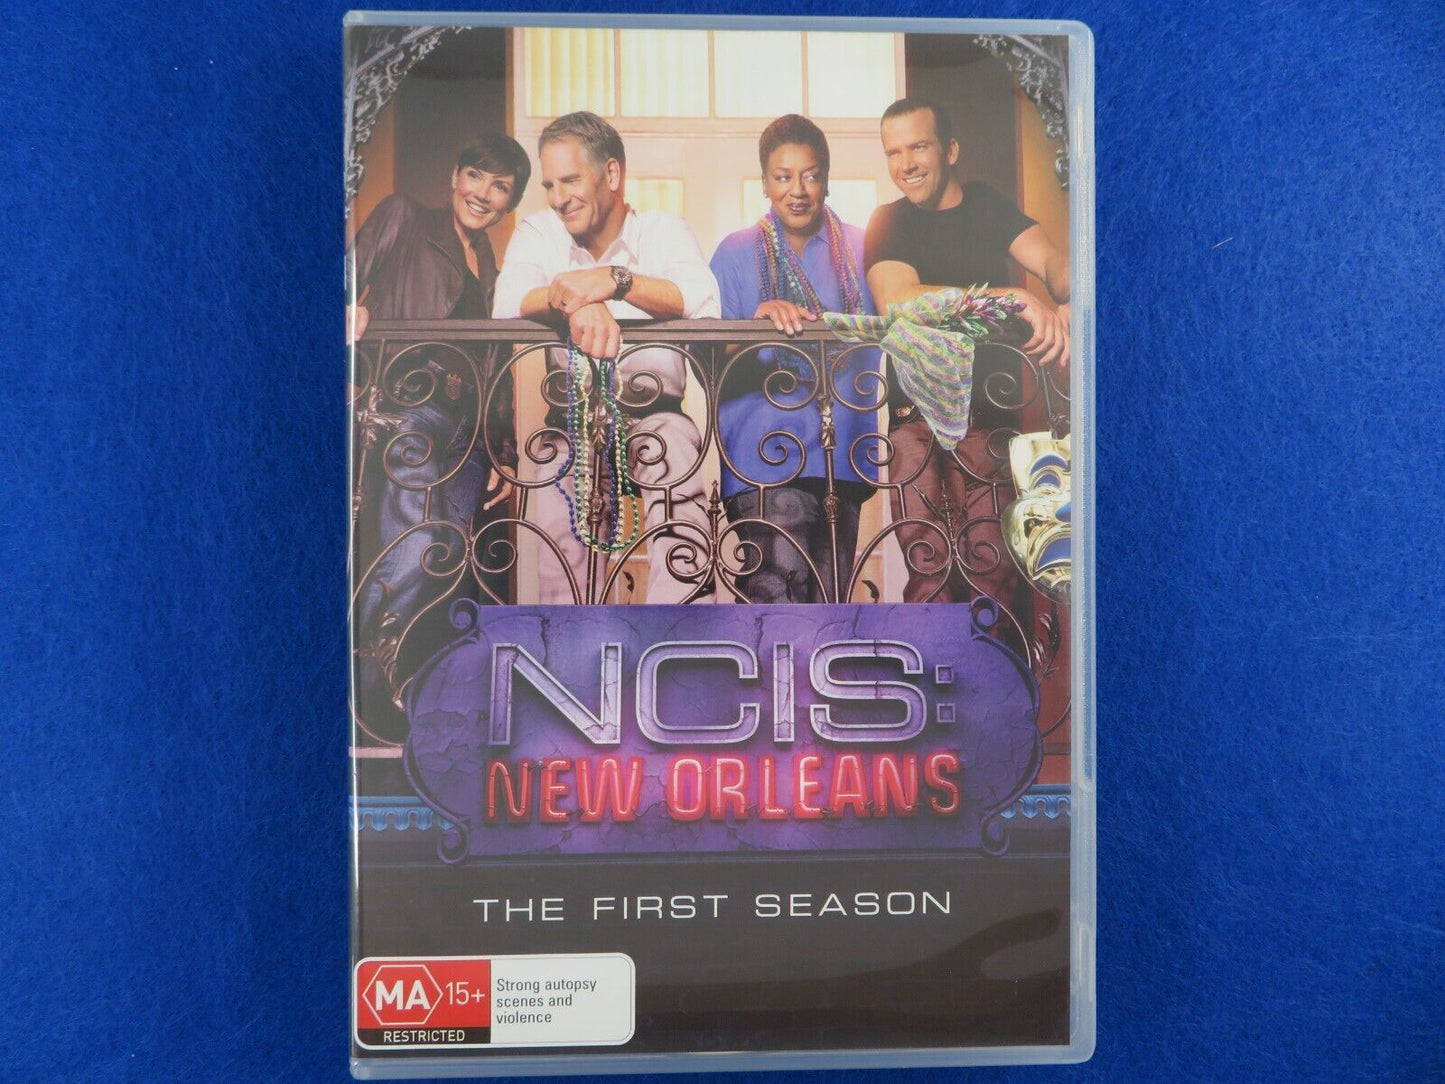 NCIS:
NEW ORLEANS
THE FIRST SEASON
MA 15+
RESTRICTED
Strong autopsy
scenes and
violence